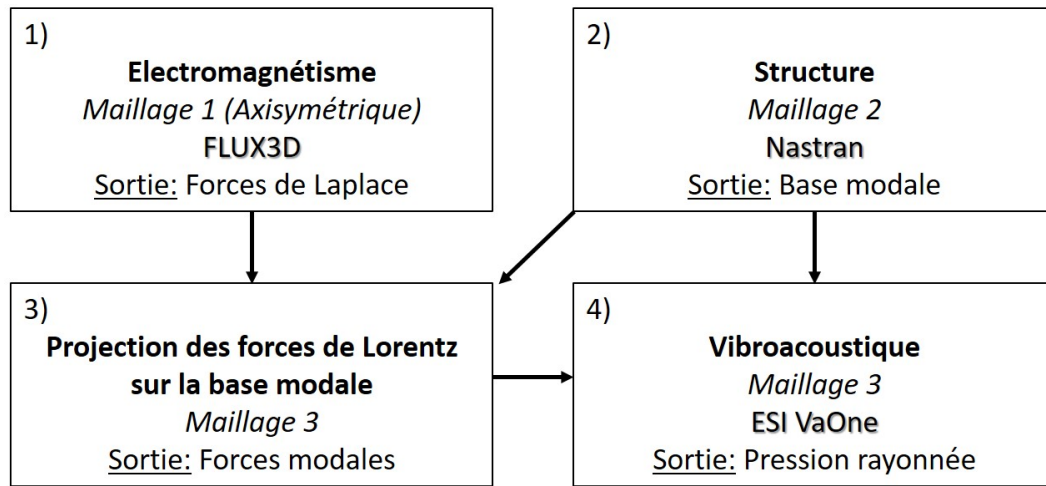 1)
Electromagnétisme
Maillage 1 (Axisymétrique)
FLUX3D
Sortie: Forces de Laplace
2)
Structure
Maillage 2
Nastran
Sortie: Base modale
3)
Projection des forces de Lorentz
sur la base modale
Maillage 3
Sortie: Forces modales
4)
Vibroacoustique
Maillage 3
ESI VaOne
Sortie: Pression rayonnée